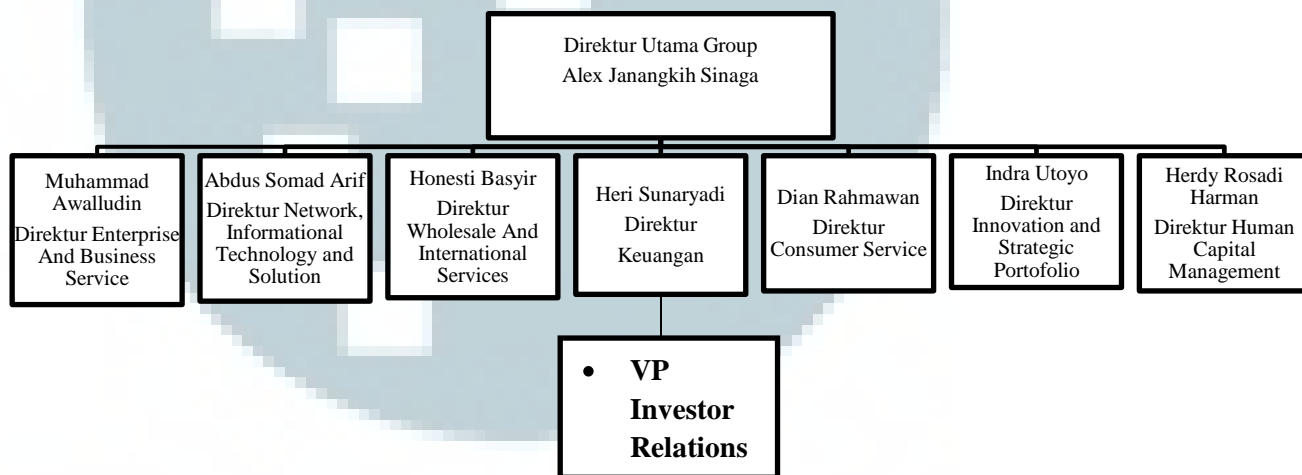 Direktur Utama Group
Alex Janangkih Sinaga
Muhammad
Awalludin
Direktur Enterprise
And Business
Service
Abdus Somad Arif
Direktur Network,
Informational
Technology and
Solution
Honesti Basyir
Direktur
Wholesale And
International
Services
Heri Sunaryadi
Direktur
Keuangan
Dian Rahmawan
Direktur
Consumer Service
Indra Utoyo
Direktur
Innovation and
Strategic
Portofolio
Herdy Rosadi
Harman
Direktur Human
Capital
Management
• VP
Investor
Relations